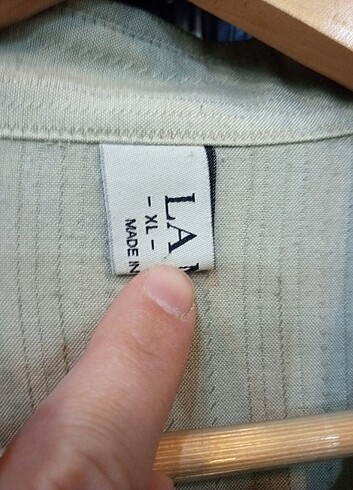 LA
- XL -
MADE IN